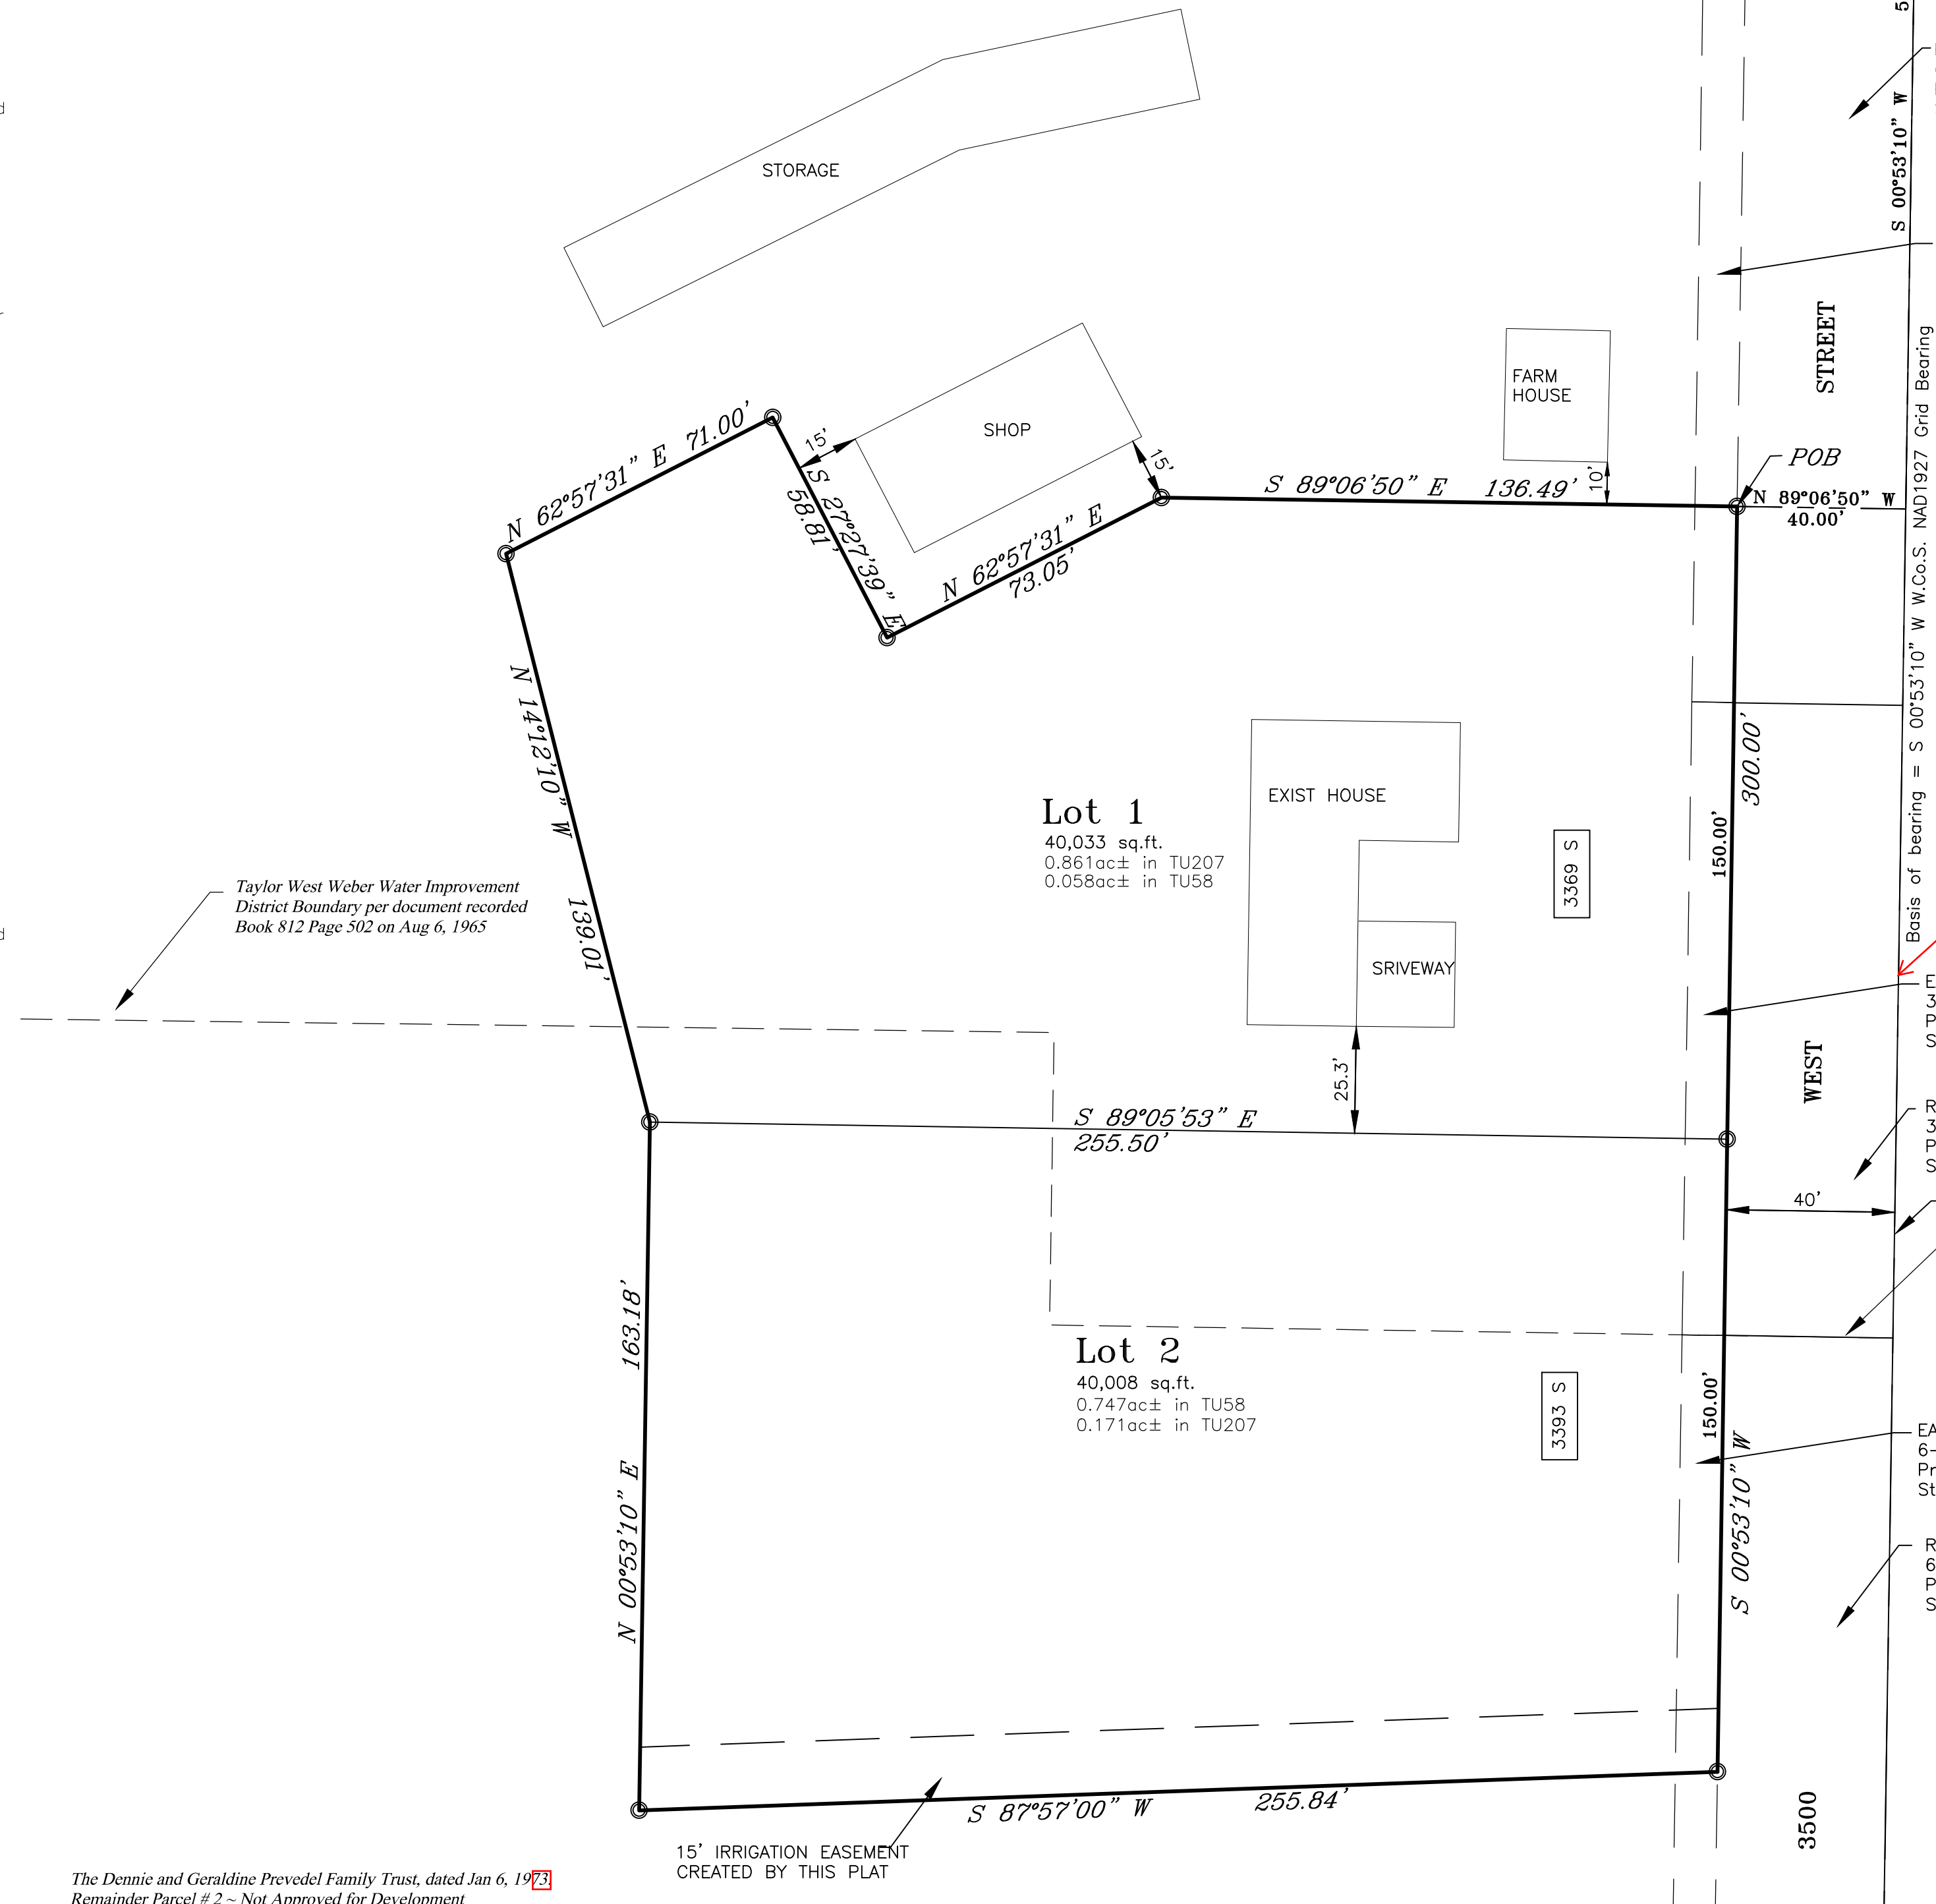 STORAGE
S 00°53'10" W
SHOP
FARM
HOUSE
STREET
N 62°57'31" E 71.00'
15'
S 27°27'39" E
58.81'
15'
N 62°57'31" E
73.05'
S 89°06'50" E 136.49'
10'
POB
N 89°06'50" W
40.00'
Basis of bearing = S 00°53'10" W W.Co.S. NAD1927 Grid Bearing
N 14°12'10" W
139.01'
300.00'
150.00'
EXIST HOUSE
Lot 1
40,033 sq.ft.
0.861ac± in TU207
0.058ac± in TU58
3369 S
SRIVEWAY
Taylor West Weber Water Improvement
District Boundary per document recorded
Book 812 Page 502 on Aug 6, 1965
25.3'
WEST
S 89°05'53" E
255.50'
40'
163.18'
N 00°53'10" E
Lot 2
40,008 sq.ft.
0.747ac± in TU58
0.171ac± in TU207
3393 S
150.00'
S 00°53'10" W
S 87°57'00" W 255.84'
3500
15' IRRIGATION EASEMENT
CREATED BY THIS PLAT
The Dennie and Geraldine Prevedel Family Trust, dated Jan 6, 1973,
Remainder Parcel # 2 ~ Not Approved for Development